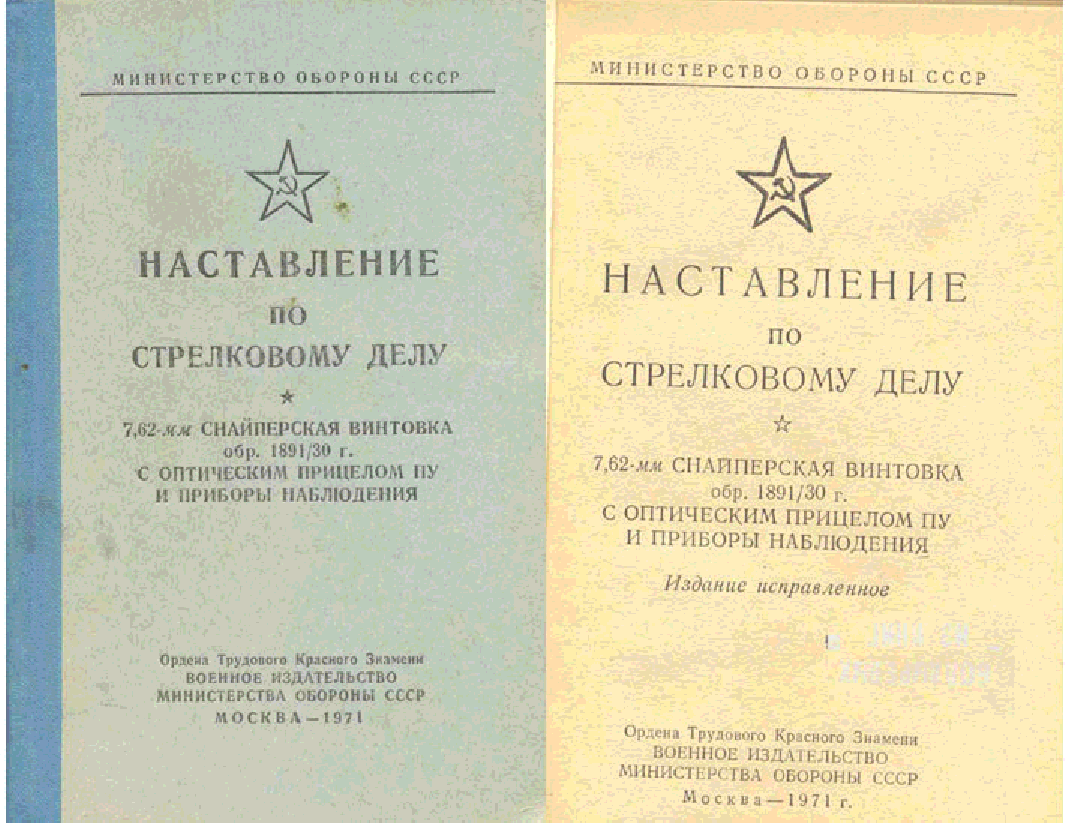 МИНИСТЕРСТВО ОБОРОНЫ СССР
НАСТАВЛЕНИЕ
ПО
СТРЕЛКОВОМУ ДЕЛУ
7,62-мм СНАЙПЕРСКАЯ ВИНТОВКА
обр. 1891/30 г.
С ОПТИЧЕСКИМ ПРИЦЕЛОМ ПУ
И ПРИБОРЫ НАБЛЮДЕНИЯ
Ордена Трудового Красного Знамени
ВОЕННОЕ ИЗДАТЕЛЬСТВО
МИНИСТЕРСТВА ОБОРОНЫ СССР
МОСКВА—1971
МИНИСТЕРСТВО ОБОРОНЫ СССР
НАСТАВЛЕНИЕ
ПО
СТРЕЛКОВОМУ ДЕЛУ
7,62-мм СНАЙПЕРСКАЯ ВИНТОВКА
обр. 1891/30 г.
С ОПТИЧЕСКИМ ПРИЦЕЛОМ ПУ
И ПРИБОРЫ НАБЛЮДЕНИЯ
Издание исправленное
Ордена Трудового Красного Знамени
ВОЕННОЕ ИЗДАТЕЛЬСТВО
МИНИСТЕРСТВА ОБОРОНЫ СССР
Москва—1971 г.